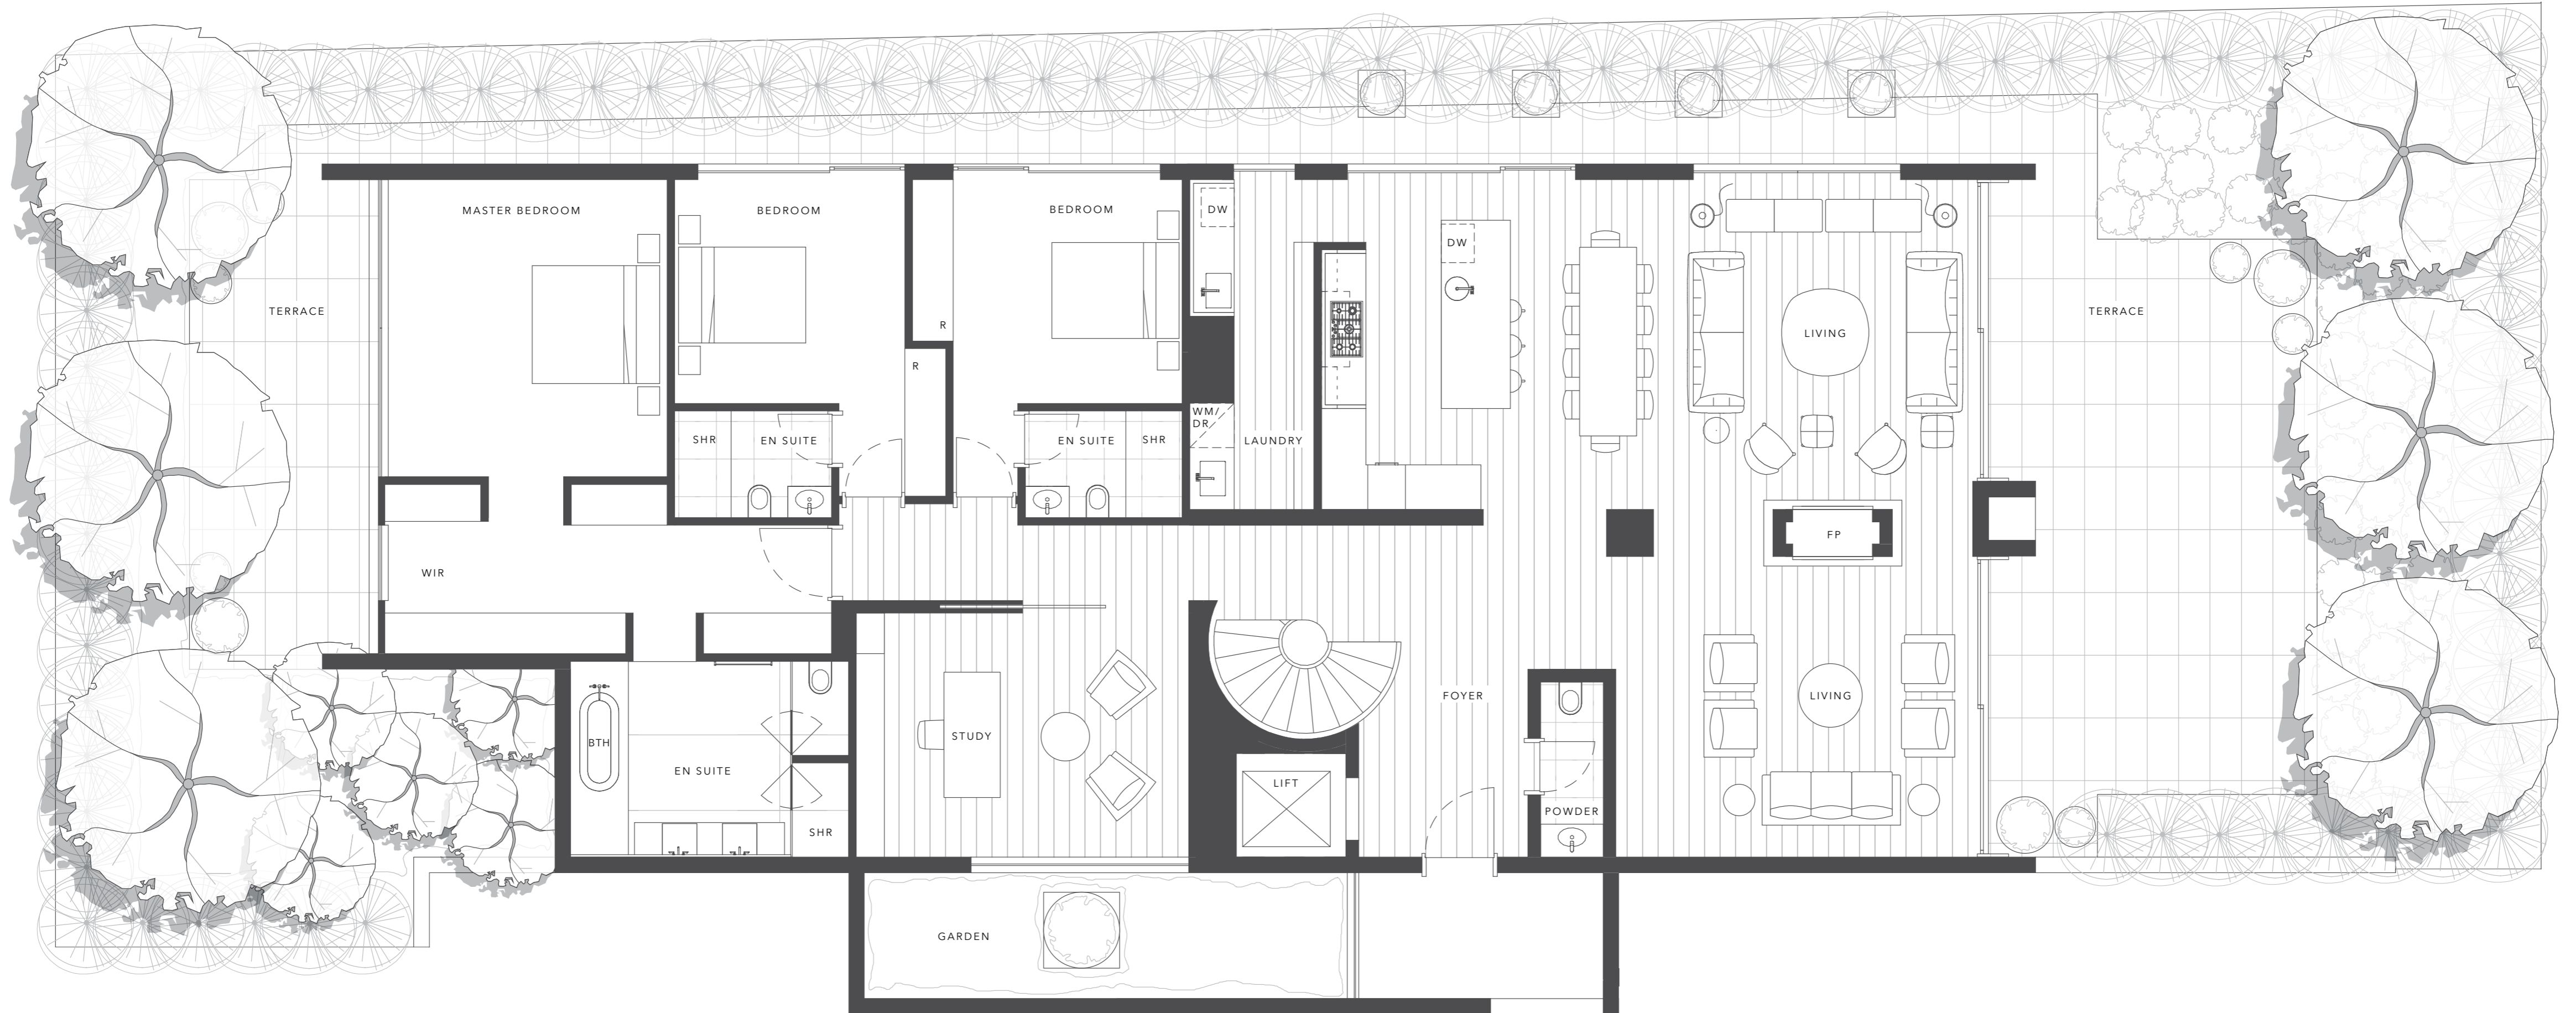 MASTER BEDROOM
BEDROOM
BEDROOM
DW
DW
TERRACE
R
R
LIVING
TERRACE
WM/
DR
SHR
EN SUITE
EN SUITE
SHR
LAUNDRY
FP
WIR
FOYER
LIVING
BTH
STUDY
EN SUITE
LIFT
POWDER
SHR
GARDEN